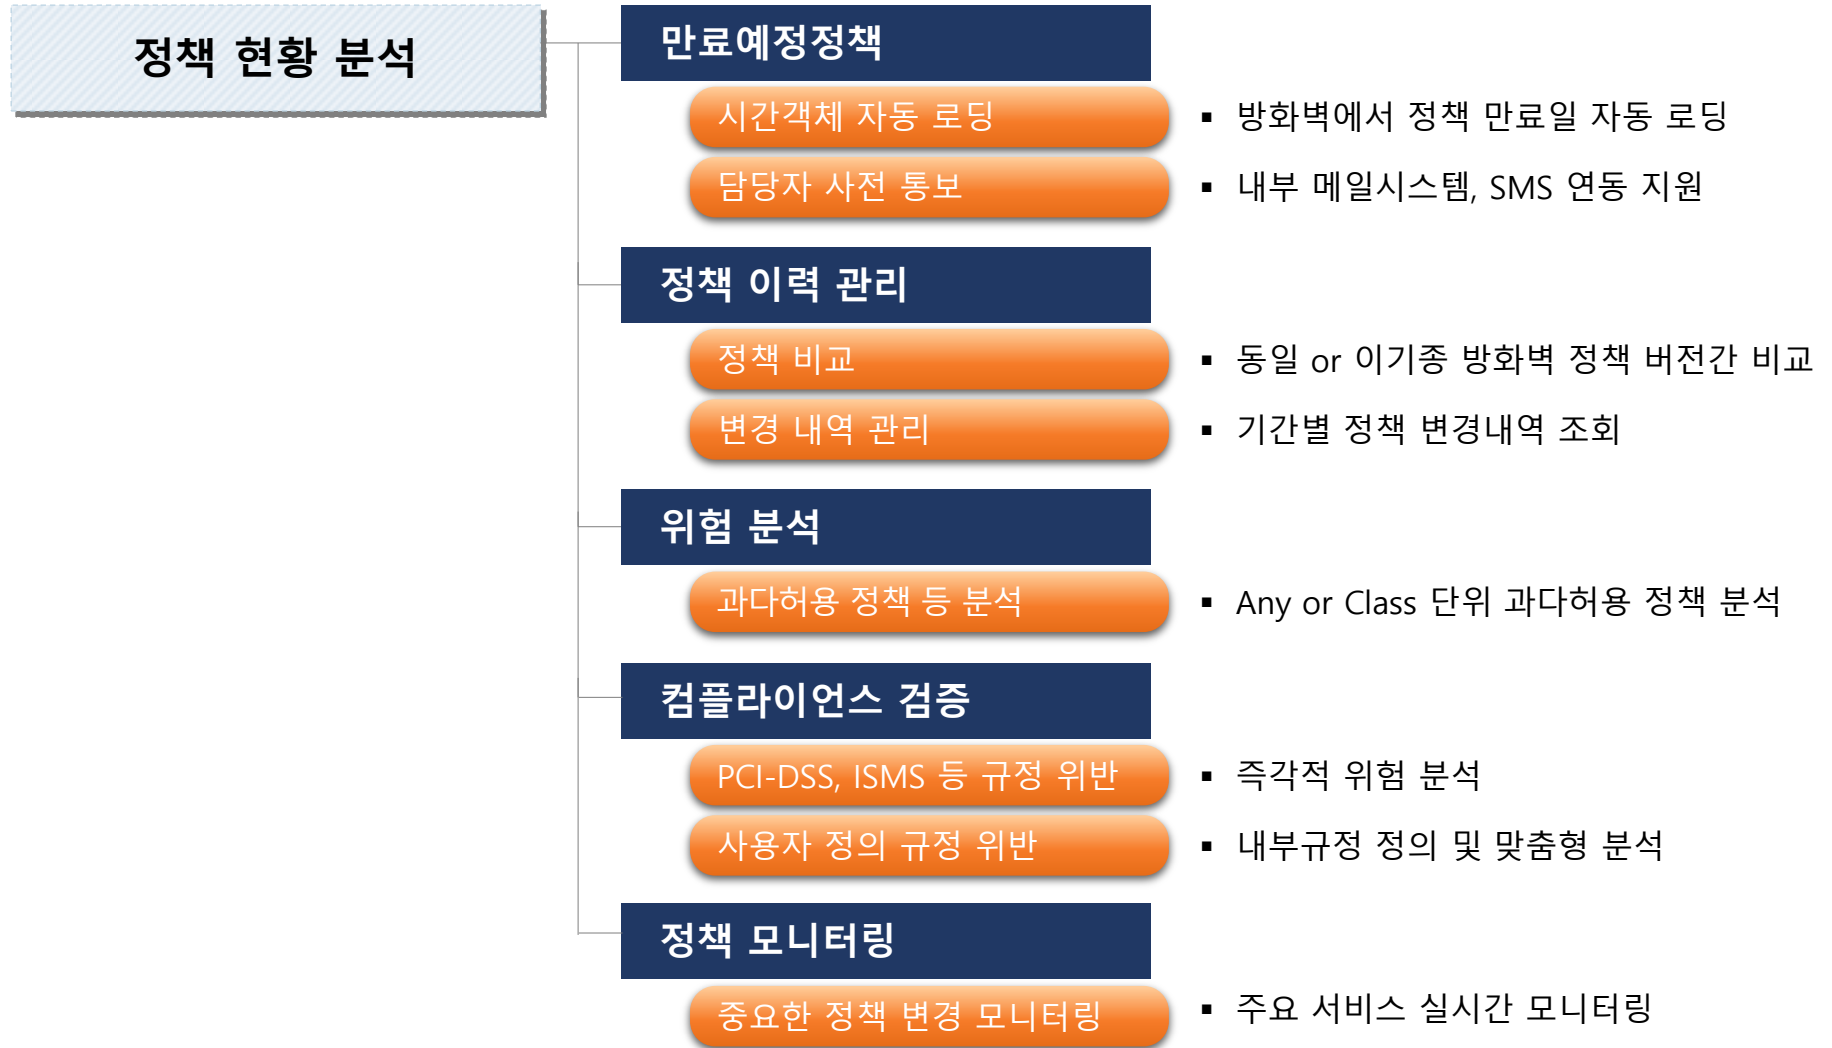 정책 현황 분석
만료예정정책
시간객체 자동 로딩
▪ 방화벽에서 정책 만료일 자동 로딩
담당자 사전 통보
▪ 내부 메일시스템, SMS 연동 지원
정책 이력 관리
정책 비교
▪ 동일 or 이기종 방화벽 정책 버전간 비교
변경 내역 관리
▪ 기간별 정책 변경내역 조회
위험 분석
과다허용 정책 등 분석
▪ Any or Class 단위 과다허용 정책 분석
컴플라이언스 검증
PCI-DSS, ISMS 등 규정 위반
▪ 즉각적 위험 분석
사용자 정의 규정 위반
▪ 내부규정 정의 및 맞춤형 분석
정책 모니터링
중요한 정책 변경 모니터링
▪ 주요 서비스 실시간 모니터링